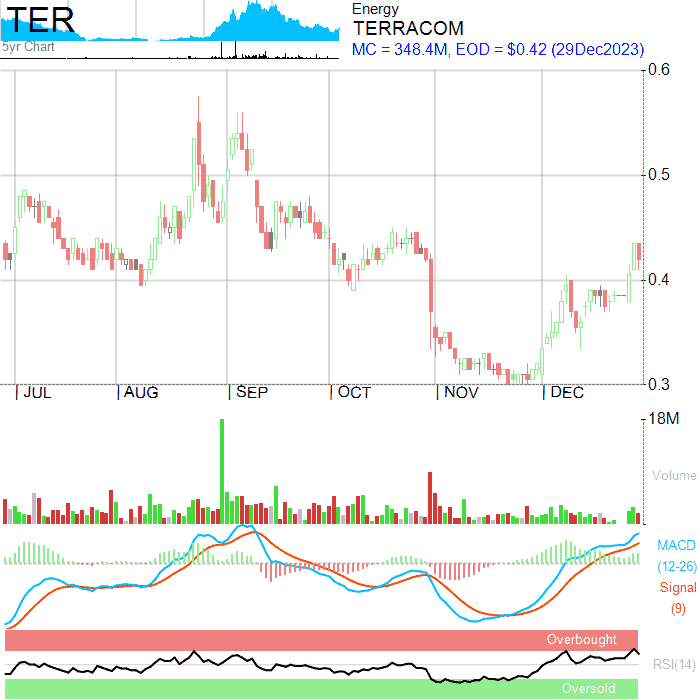 TER
5yr Chart
Energy
TERRACOM
MC = 348.4M, EOD = $0.42 (29Dec2023)
0.6
0.5
0.4
0.3
JUL AUG SEP OCT NOV DEC
18M
Volume
MACD
(12-26)
Signal
(9)
Overbought
RSI(14)
Oversold